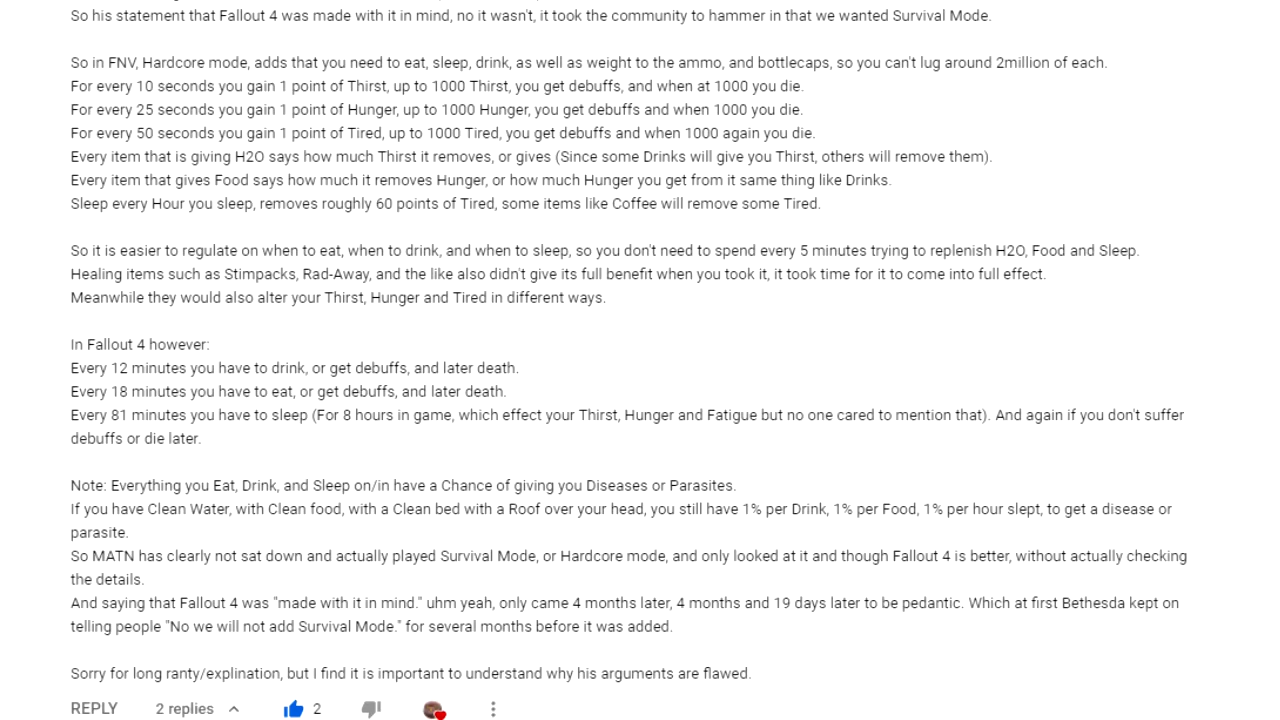 So his statement that Fallout 4 was made with it in mind, no it wasn't, it took the community to hammer in that we wanted Survival Mode.
So in FNV, Hardcore mode, adds that you need to eat, sleep, drink, as well as weight to the ammo, and bottlecaps, so you can't lug around 2million of each.
For every 10 seconds you gain 1 point of Thirst, up to 1000 Thirst, you get debuffs, and when at 1000 you die.
For every 25 seconds you gain 1 point of Hunger, up to 1000 Hunger, you get debuffs and when 1000 you die.
For every 50 seconds you gain 1 point of Tired, up to 1000 Tired, you get debuffs and when 1000 again you die.
Every item that is giving H2O says how much Thirst it removes, or gives (Since some Drinks will give you Thirst, others will remove them).
Every item that gives Food says how much it removes Hunger, or how much Hunger you get from it same thing like Drinks.
Sleep every Hour you sleep, removes roughly 60 points of Tired, some items like Coffee will remove some Tired.
So it is easier to regulate on when to eat, when to drink, and when to sleep, so you don't need to spend every 5 minutes trying to replenish H2O, Food and Sleep.
Healing items such as Stimpacks, Rad-Away, and the like also didn't give its full benefit when you took it, it took time for it to come into full effect.
Meanwhile they would also alter your Thirst, Hunger and Tired in different ways.
In Fallout 4 however:
Every 12 minutes you have to drink, or get debuffs, and later death.
Every 18 minutes you have to eat, or get debuffs, and later death.
Every 81 minutes you have to sleep (For 8 hours in game, which effect your Thirst, Hunger and Fatigue but no one cared to mention that). And again if you don't suffer
debuffs or die later.
Note: Everything you Eat, Drink, and Sleep on/in have a Chance of giving you Diseases or Parasites.
If you have Clean Water, with Clean food, with a Clean bed with a Roof over your head, you still have 1% per Drink, 1% per Food, 1% per hour slept, to get a disease or
parasite.
So MATN has clearly not sat down and actually played Survival Mode, or Hardcore mode, and only looked at it and though Fallout 4 is better, without actually checking
the details.
And saying that Fallout 4 was "made with it in mind." uhm yeah, only came 4 months later, 4 months and 19 days later to be pedantic. Which at first Bethesda kept on
telling people "No we will not add Survival Mode." for several months before it was added.
Sorry for long ranty/explination, but I find it is important to understand why his arguments are flawed.
REPLY 2 replies 2